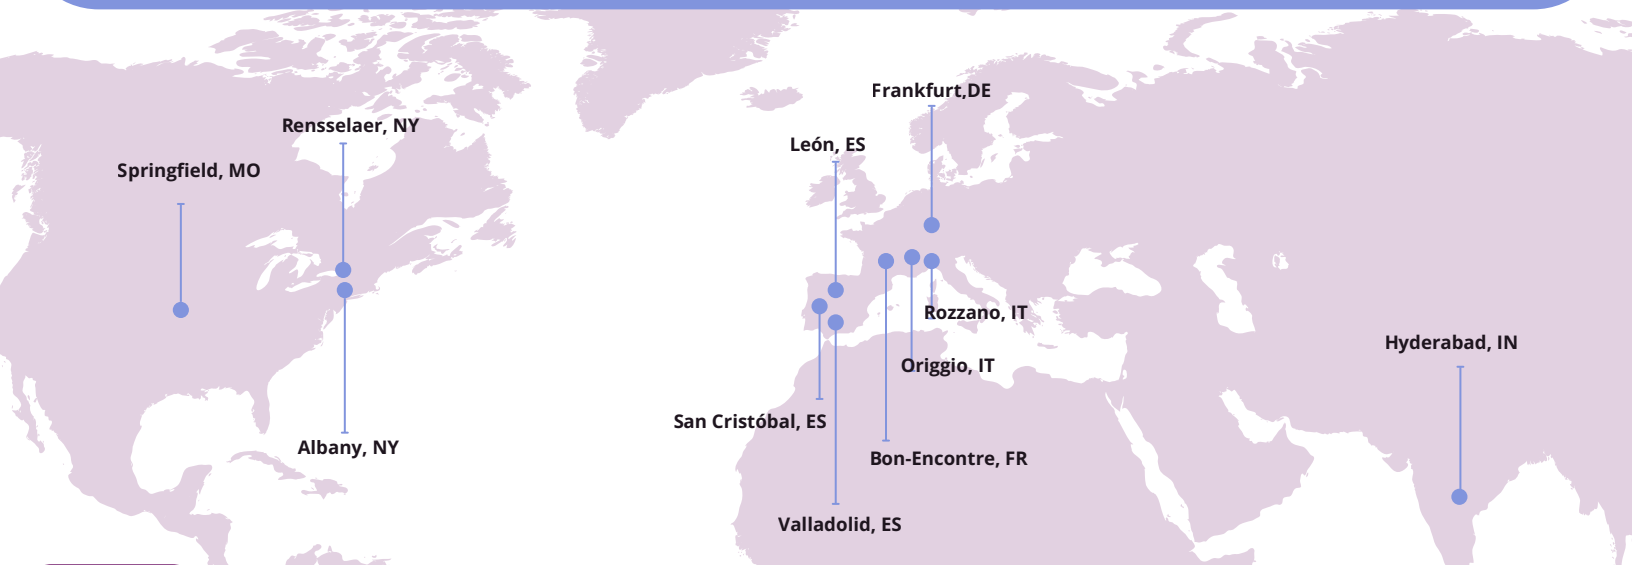 Frankfurt,DE
Rensselaer, NY
León, ES
Springfield, MO
Rozzano, IT
Hyderabad, IN
Origgio, IT
San Cristóbal, ES
Albany, NY
Bon-Encontre, FR
Valladolid, ES